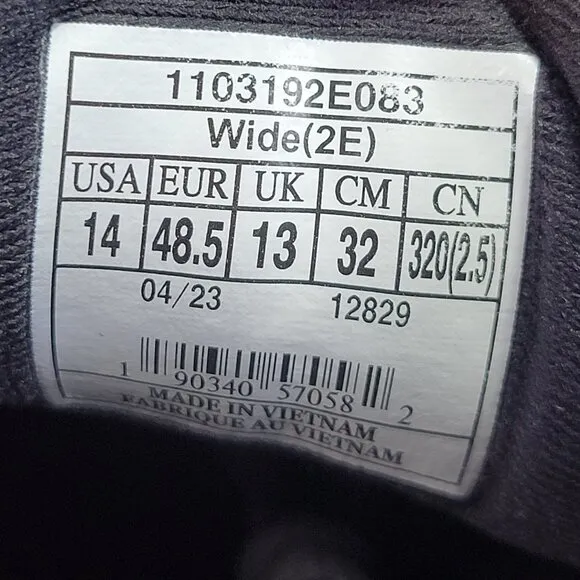 1103192E083
Wide(2E)
USA EUR UK CM CN
14 48.5 13 32 320(2.5)
04/23 12829
1 90340 57058 2
MADE IN VIETNAM
FABRIQUE AU VIETNAM